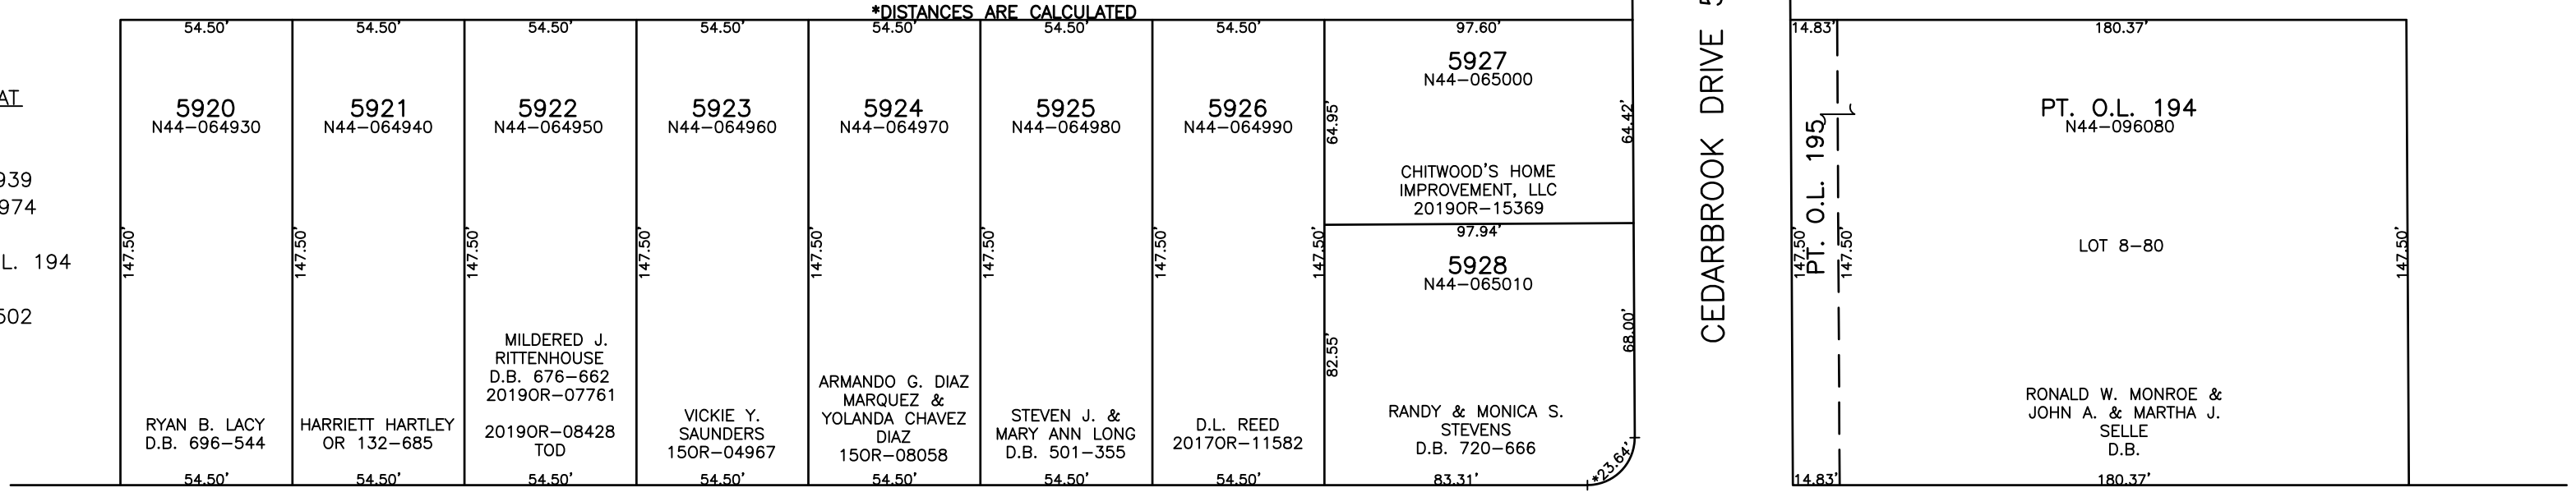 *DISTANCES ARE CALCULATED
54.50' 54.50' 54.50' 54.50' 54.50' 54.50' 54.50' 97.60' 14.83' 180.37'
AT
939
974
L. 194
502
5920
N44-064930
147.50'
RYAN B. LACY
D.B. 696-544
54.50'
5921
N44-064940
147.50'
HARRIETT HARTLEY
OR 132-685
54.50'
5922
N44-064950
147.50'
MILDERED J.
RITTENHOUSE
D.B. 676-662
2019OR-07761
2019OR-08428
TOD
54.50'
5923
N44-064960
147.50'
VICKIE Y.
SAUNDERS
15OR-04967
54.50'
5924
N44-064970
147.50'
ARMANDO G. DIAZ
MARQUEZ &
YOLANDA CHAVEZ
DIAZ
15OR-08058
54.50'
5925
N44-064980
147.50'
STEVEN J. &
MARY ANN LONG
D.B. 501-355
54.50'
5926
N44-064990
147.50'
D.L. REED
2017OR-11582
54.50'
147.50'
5927
N44-065000
64.95'
64.42'
CHITWOOD'S HOME
IMPROVEMENT, LLC
2019OR-15369
97.94'
5928
N44-065010
82.55'
68.00'
RANDY & MONICA S.
STEVENS
D.B. 720-666
83.31'
*23.64'
CEDARBROOK DRIVE
PT. O.L. 195
147.50'
147.50'
14.83'
PT. O.L. 194
N44-096080
LOT 8-80
147.50'
RONALD W. MONROE &
JOHN A. & MARTHA J.
SELLE
D.B.
180.37'